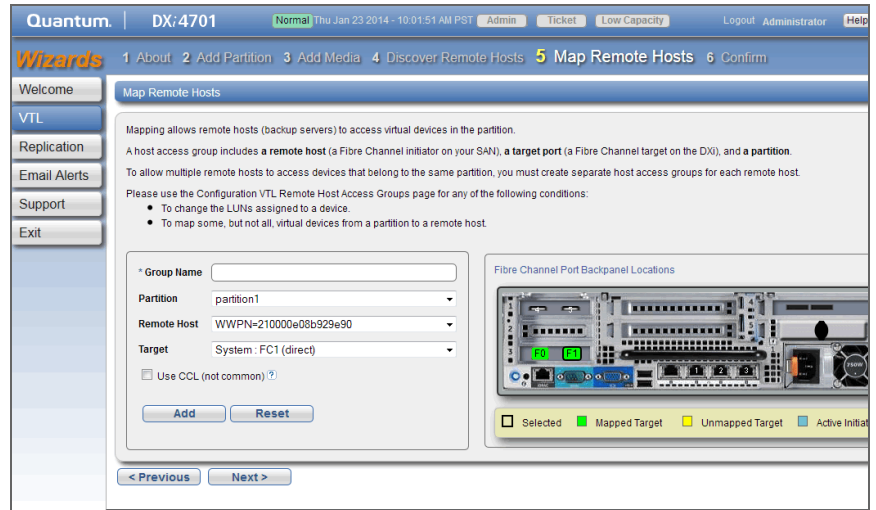 Quantum. DXi4701 Normal Thu Jan 23 2014 - 10:01:51 AM PST Admin Ticket Low Capacity Logout Administrator Help
Wizards 1 About 2 Add Partition 3 Add Media 4 Discover Remote Hosts 5 Map Remote Hosts 6 Confirm
Welcome
VTL
Replication
Email Alerts
Support
Exit
Map Remote Hosts
Mapping allows remote hosts (backup servers) to access virtual devices in the partition.
A host access group includes a remote host (a Fibre Channel initiator on your SAN), a target port (a Fibre Channel target on the DXi), and a partition.
To allow multiple remote hosts to access devices that belong to the same partition, you must create separate host access groups for each remote host.
Please use the Configuration VTL Remote Host Access Groups page for any of the following conditions:
• To change the LUNs assigned to a device.
• To map some, but not all, virtual devices from a partition to a remote host.
* Group Name
Partition partition1
Remote Host WWPN=210000e08b929e90
Target System : FC1 (direct)
Use CCL (not common) ?
Add Reset
Fibre Channel Port Backpanel Locations
1 4
2 5
3 F0 F1
1 2 3
750W
Selected Mapped Target Unmapped Target Active Initiat
< Previous Next >